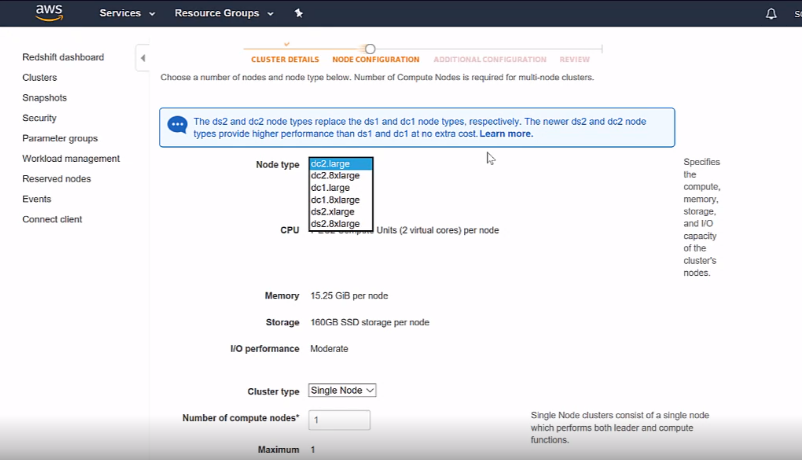 aws Services Resource Groups
Redshift dashboard
Clusters
Snapshots
Security
Parameter groups
Workload management
Reserved nodes
Events
Connect client
CLUSTER DETAILS NODE CONFIGURATION ADDITIONAL CONFIGURATION REVIEW
Choose a number of nodes and node type below. Number of Compute Nodes is required for multi-node clusters.
The ds2 and dc2 node types replace the ds1 and dc1 node types, respectively. The newer ds2 and dc2 node
types provide higher performance than ds1 and dc1 at no extra cost. Learn more.
Node type
dc2.large
dc2.8xlarge
dc1.large
dc1.8xlarge
ds2.xlarge
ds2.8xlarge
Specifies
the
compute,
memory,
storage,
and I/O
capacity
of the
cluster's
nodes.
CPU Units (2 virtual cores) per node
Memory 15.25 GiB per node
Storage 160GB SSD storage per node
I/O performance Moderate
Cluster type Single Node
Number of compute nodes* 1
Single Node clusters consist of a single node
which performs both leader and compute
functions.
Maximum 1